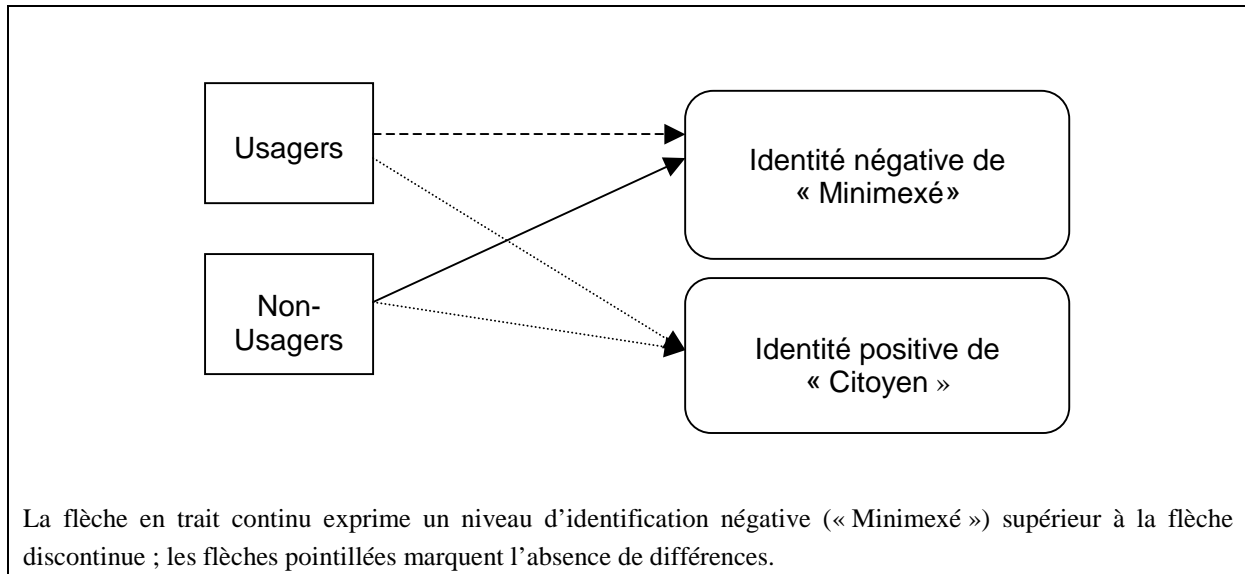 Usagers
Identité négative de
« Minimexé»
Non-
Usagers
Identité positive de
« Citoyen »
La flèche en trait continu exprime un niveau d’identification négative (« Minimexé ») supérieur à la flèche
discontinue ; les flèches pointillées marquent l’absence de différences.